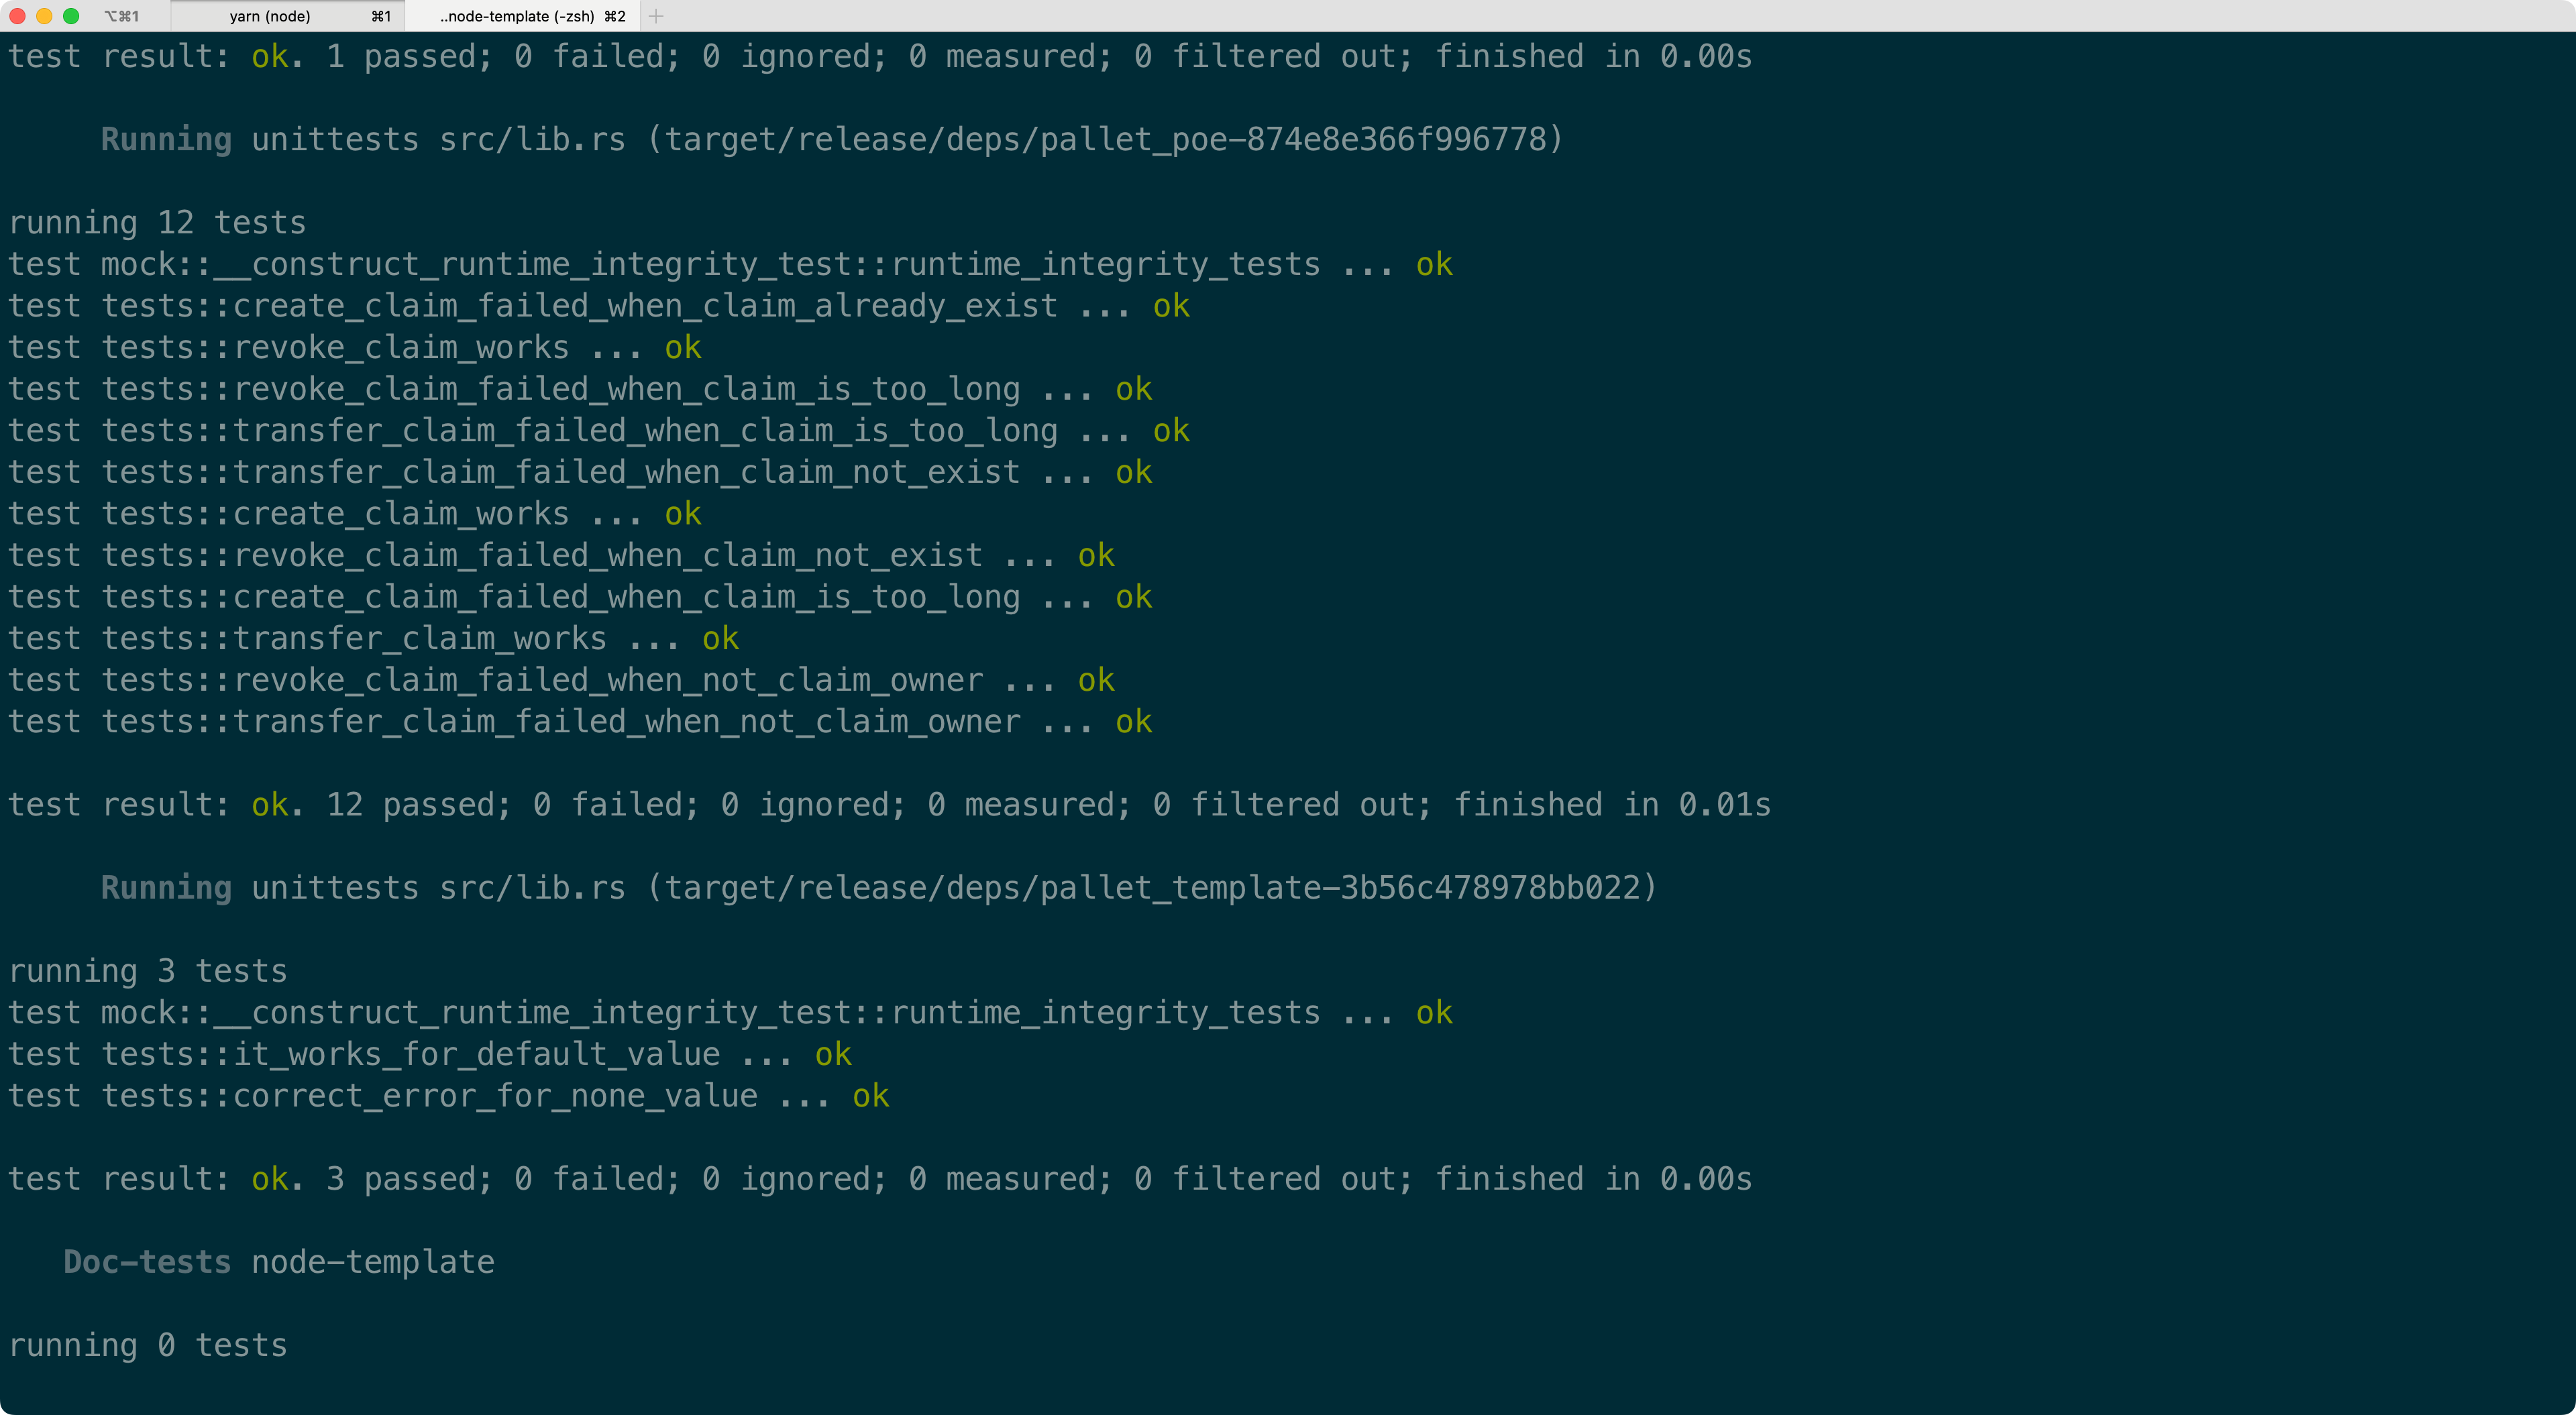 ⌥⌘1 yarn (node) ⌘1 ..node-template (-zsh) ⌘2 +
test result: ok. 1 passed; 0 failed; 0 ignored; 0 measured; 0 filtered out; finished in 0.00s
Running unittests src/lib.rs (target/release/deps/pallet_poe-874e8e366f996778)
running 12 tests
test mock::__construct_runtime_integrity_test::runtime_integrity_tests ... ok
test tests::create_claim_failed_when_claim_already_exist ... ok
test tests::revoke_claim_works ... ok
test tests::revoke_claim_failed_when_claim_is_too_long ... ok
test tests::transfer_claim_failed_when_claim_is_too_long ... ok
test tests::transfer_claim_failed_when_claim_not_exist ... ok
test tests::create_claim_works ... ok
test tests::revoke_claim_failed_when_claim_not_exist ... ok
test tests::create_claim_failed_when_claim_is_too_long ... ok
test tests::transfer_claim_works ... ok
test tests::revoke_claim_failed_when_not_claim_owner ... ok
test tests::transfer_claim_failed_when_not_claim_owner ... ok
test result: ok. 12 passed; 0 failed; 0 ignored; 0 measured; 0 filtered out; finished in 0.01s
Running unittests src/lib.rs (target/release/deps/pallet_template-3b56c478978bb022)
running 3 tests
test mock::__construct_runtime_integrity_test::runtime_integrity_tests ... ok
test tests::it_works_for_default_value ... ok
test tests::correct_error_for_none_value ... ok
test result: ok. 3 passed; 0 failed; 0 ignored; 0 measured; 0 filtered out; finished in 0.00s
Doc-tests node-template
running 0 tests